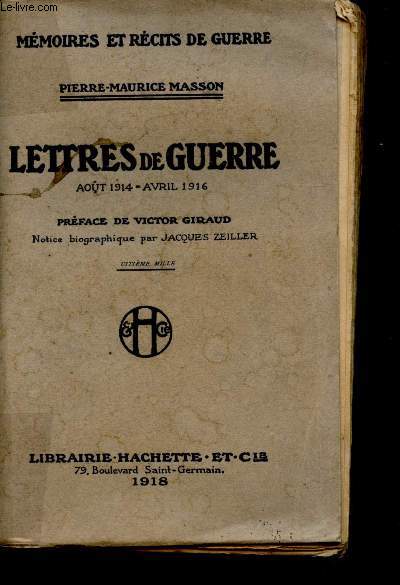 Le-livre.com
MÉMOIRES ET RÉCITS DE GUERRE
PIERRE-MAURICE MASSON
LETTRES DE GUERRE
AOÛT 1914 - AVRIL 1916
PRÉFACE DE VICTOR GIRAUD
Notice biographique par JACQUES ZEILLER
MILLE
H
LIBRAIRIE·HACHETTE·ET·CIE
79, Boulevard Saint-Germain.
1918